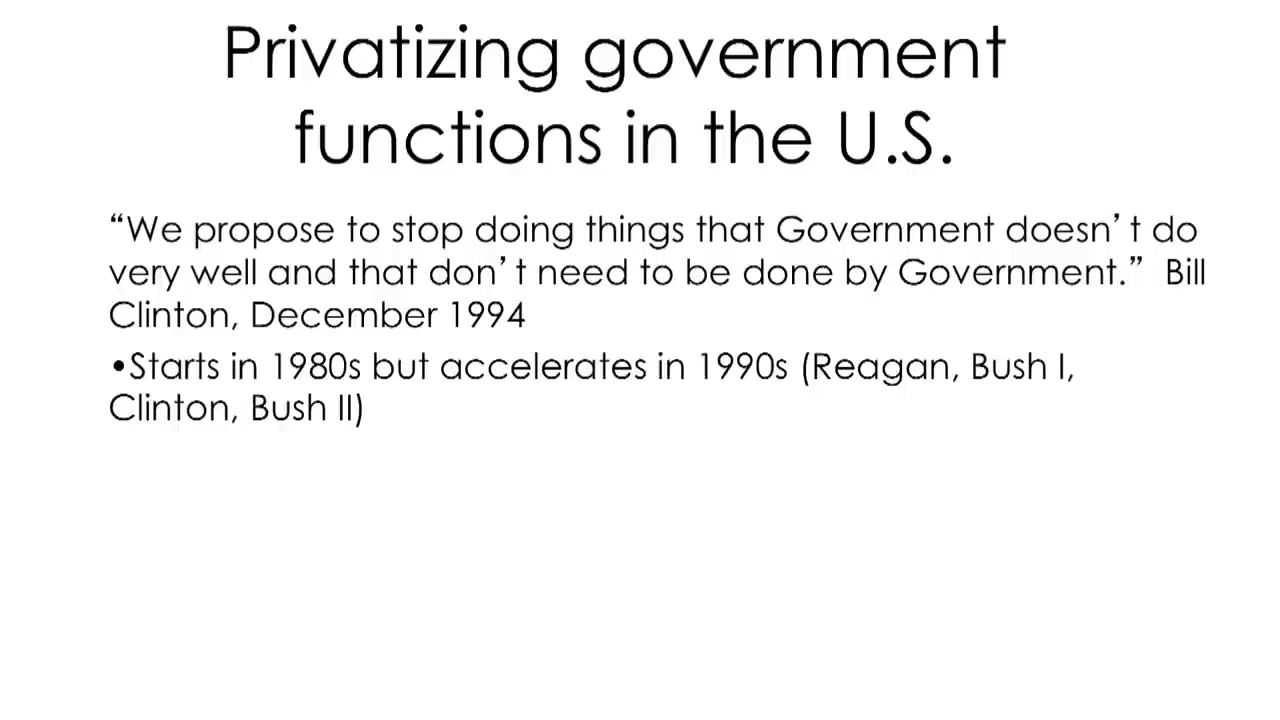 Privatizing government
functions in the U.S.
“We propose to stop doing things that Government doesn’t do
very well and that don’t need to be done by Government.” Bill
Clinton, December 1994
•Starts in 1980s but accelerates in 1990s (Reagan, Bush I,
Clinton, Bush II)